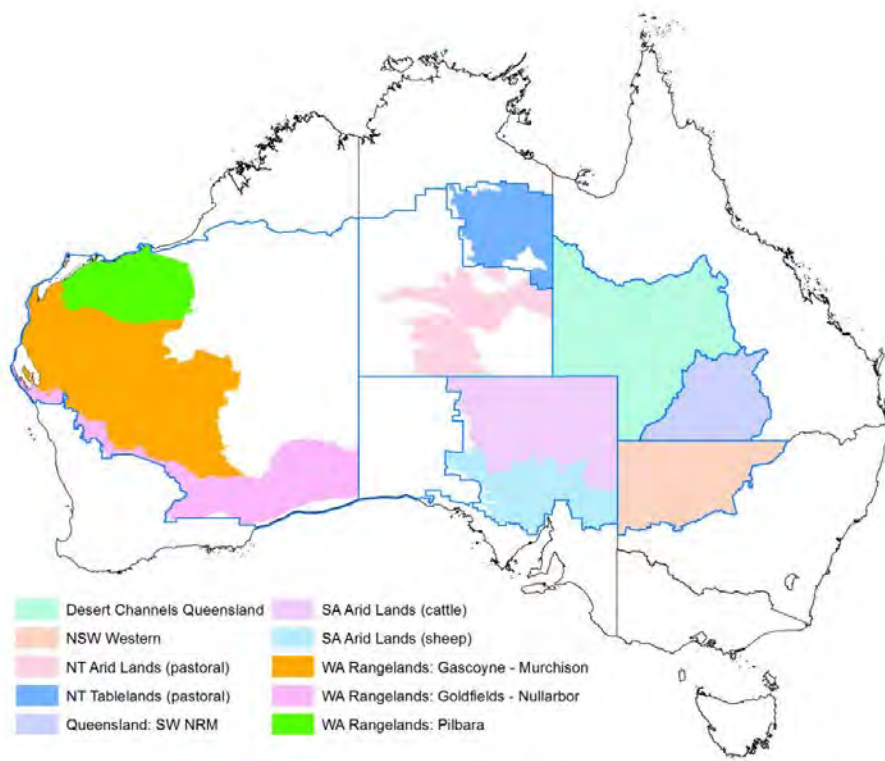 Desert Channels Queensland
NSW Western
NT Arid Lands (pastoral)
NT Tablelands (pastoral)
Queensland: SW NRM
SA Arid Lands (cattle)
SA Arid Lands (sheep)
WA Rangelands: Gascoyne - Murchison
WA Rangelands: Goldfields - Nullarbor
WA Rangelands: Pilbara